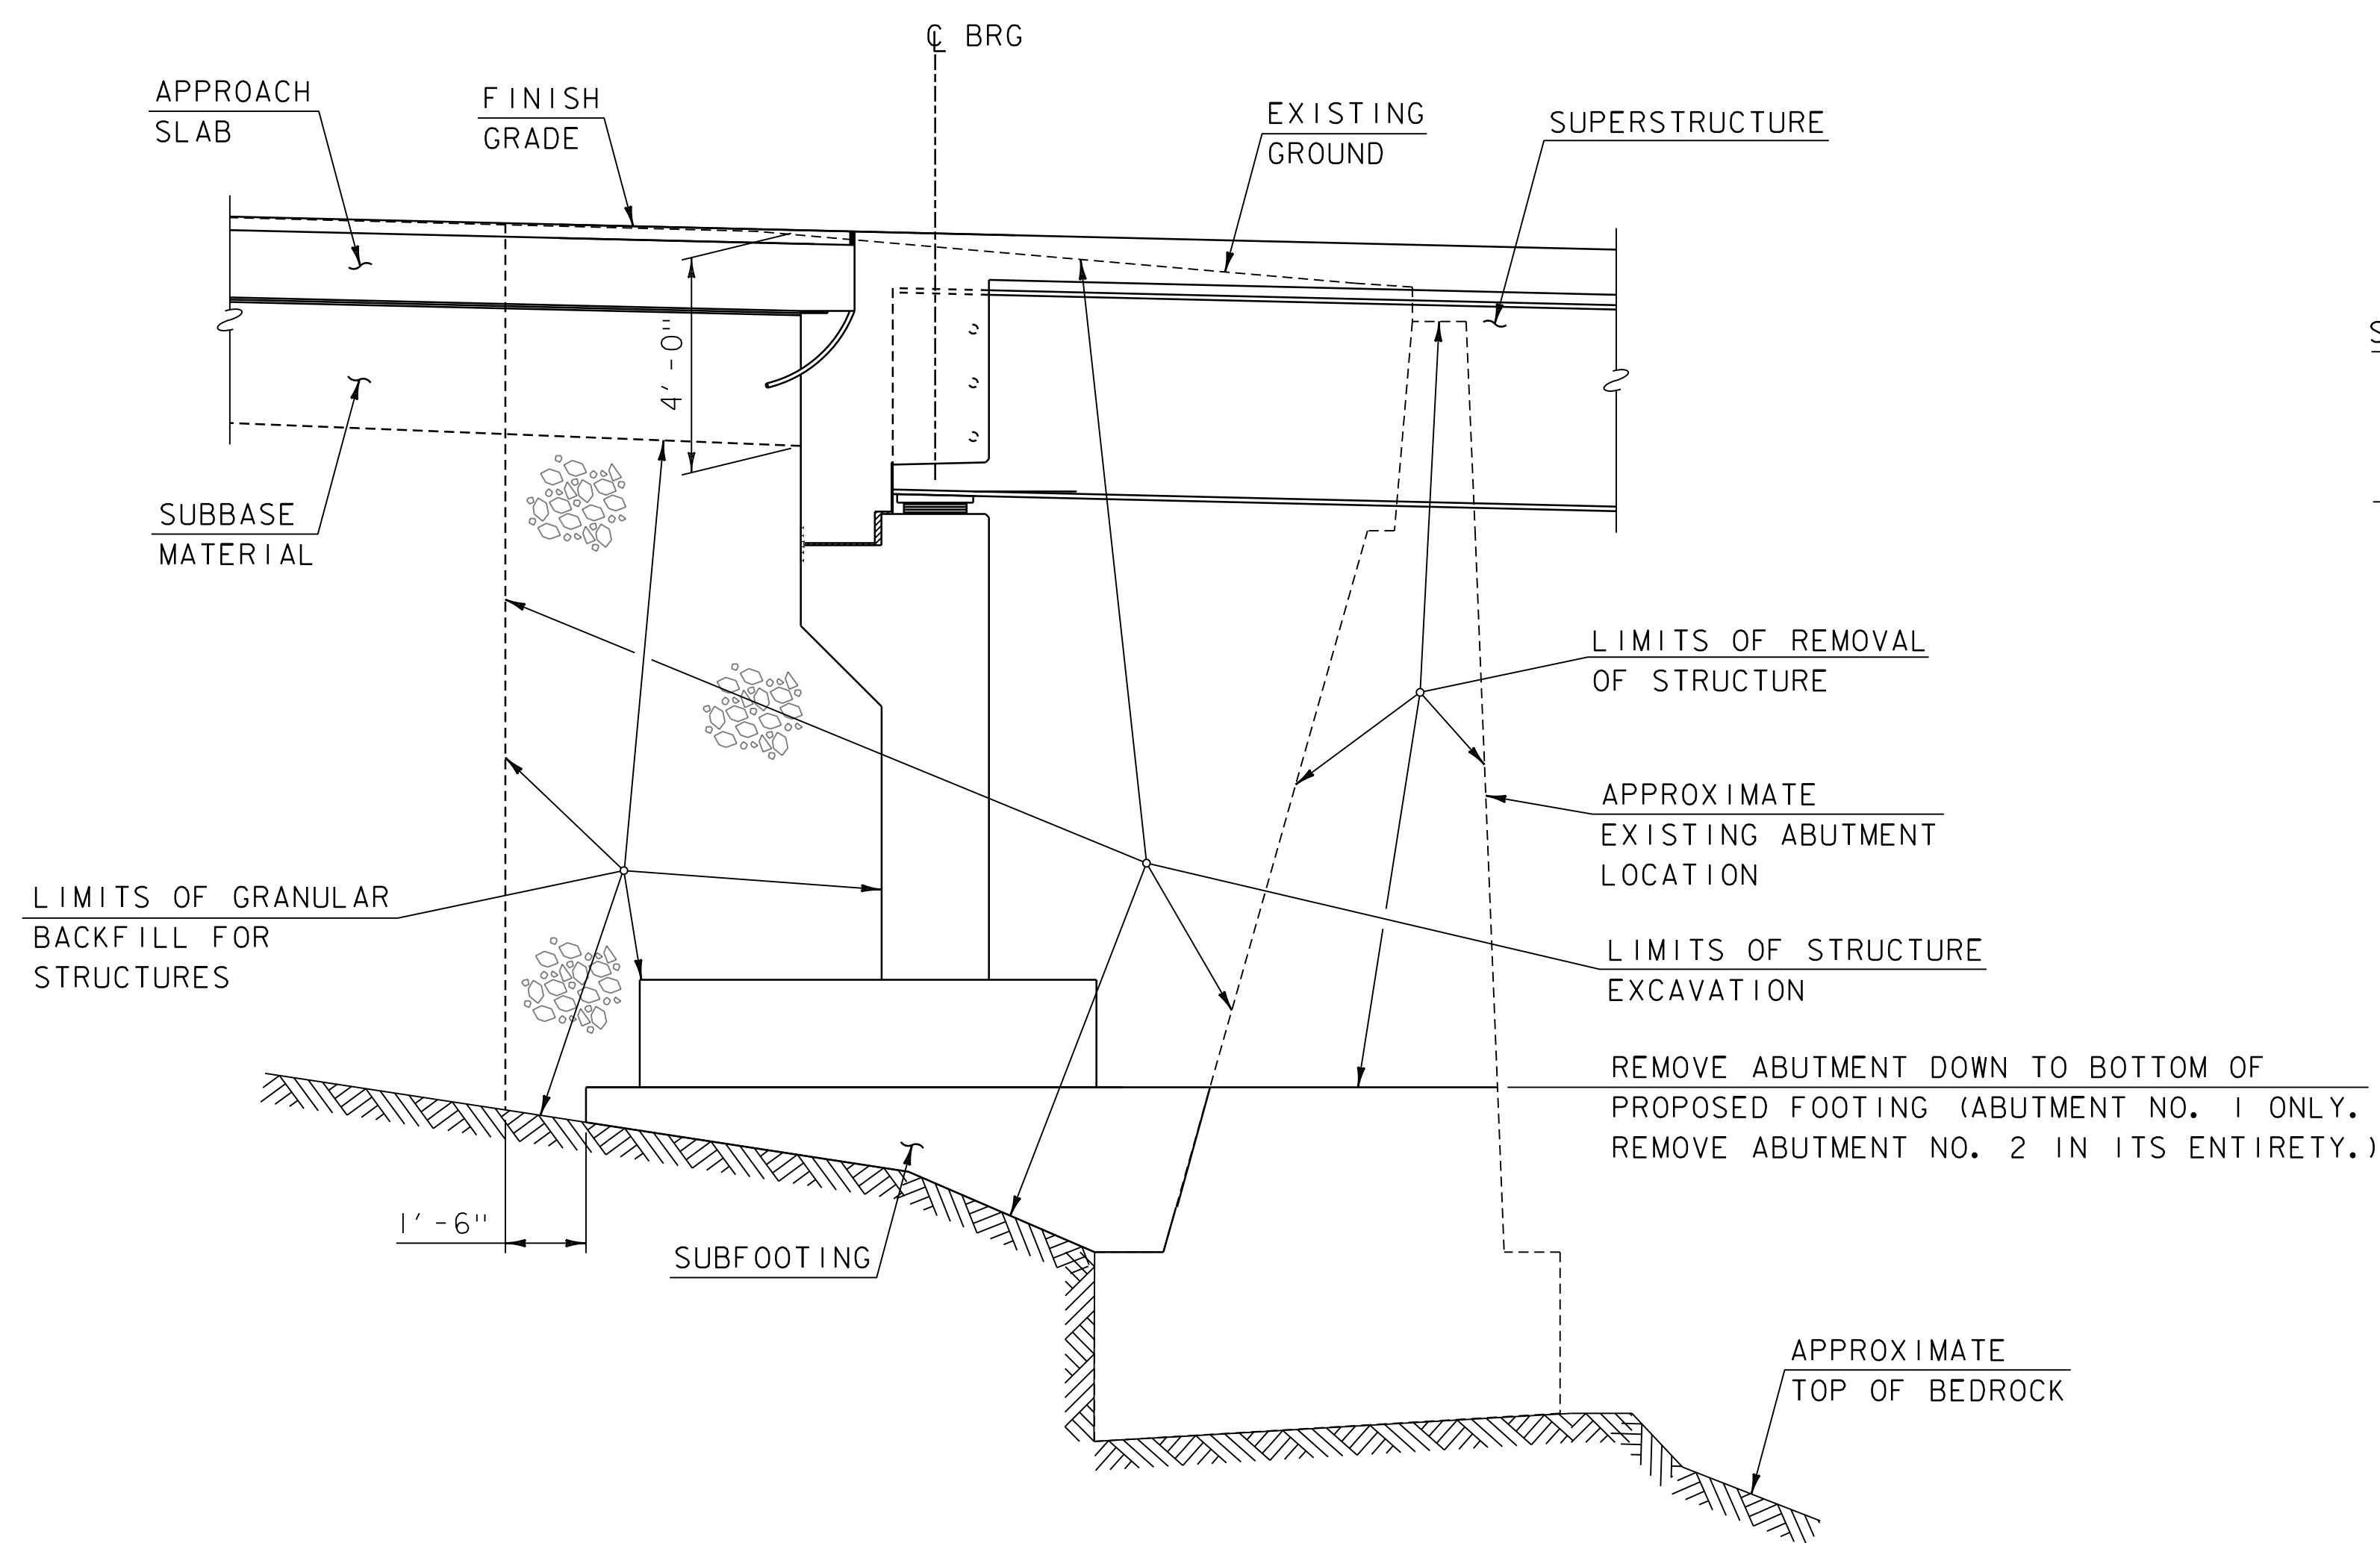 ℄ BRG
APPROACH
SLAB
FINISH
GRADE
EXISTING
GROUND
SUPERSTRUCTURE
4'-0"
SUBBASE
MATERIAL
LIMITS OF REMOVAL
OF STRUCTURE
APPROXIMATE
EXISTING ABUTMENT
LOCATION
LIMITS OF GRANULAR
BACKFILL FOR
STRUCTURES
LIMITS OF STRUCTURE
EXCAVATION
REMOVE ABUTMENT DOWN TO BOTTOM OF
PROPOSED FOOTING (ABUTMENT NO. 1 ONLY.
REMOVE ABUTMENT NO. 2 IN ITS ENTIRETY.)
1'-6"
SUBFOOTING
APPROXIMATE
TOP OF BEDROCK